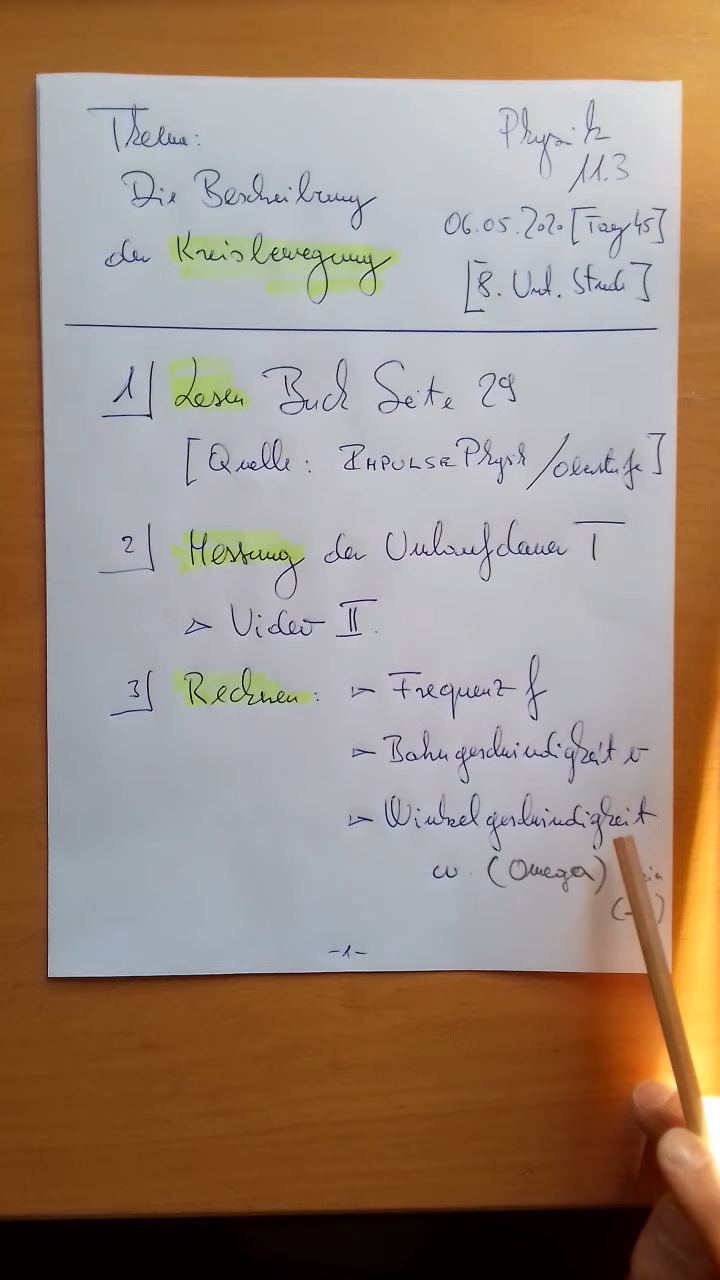 Thema:
Physik
11.3
Die Beschreibung
der Kreisbewegung
06.05.2020 [Tag 45]
[8. Unt. Stunde]
1] Lesen Buch Seite 29
[Quelle: IMPULSE Physik / Oberstufe]
2] Messung der Umlaufdauer T
▷ Video II.
3] Rechnen: ▷ Frequenz f
▷ Bahngeschwindigkeit v
▷ Winkelgeschwindigkeit
ω (Omega)
-1-